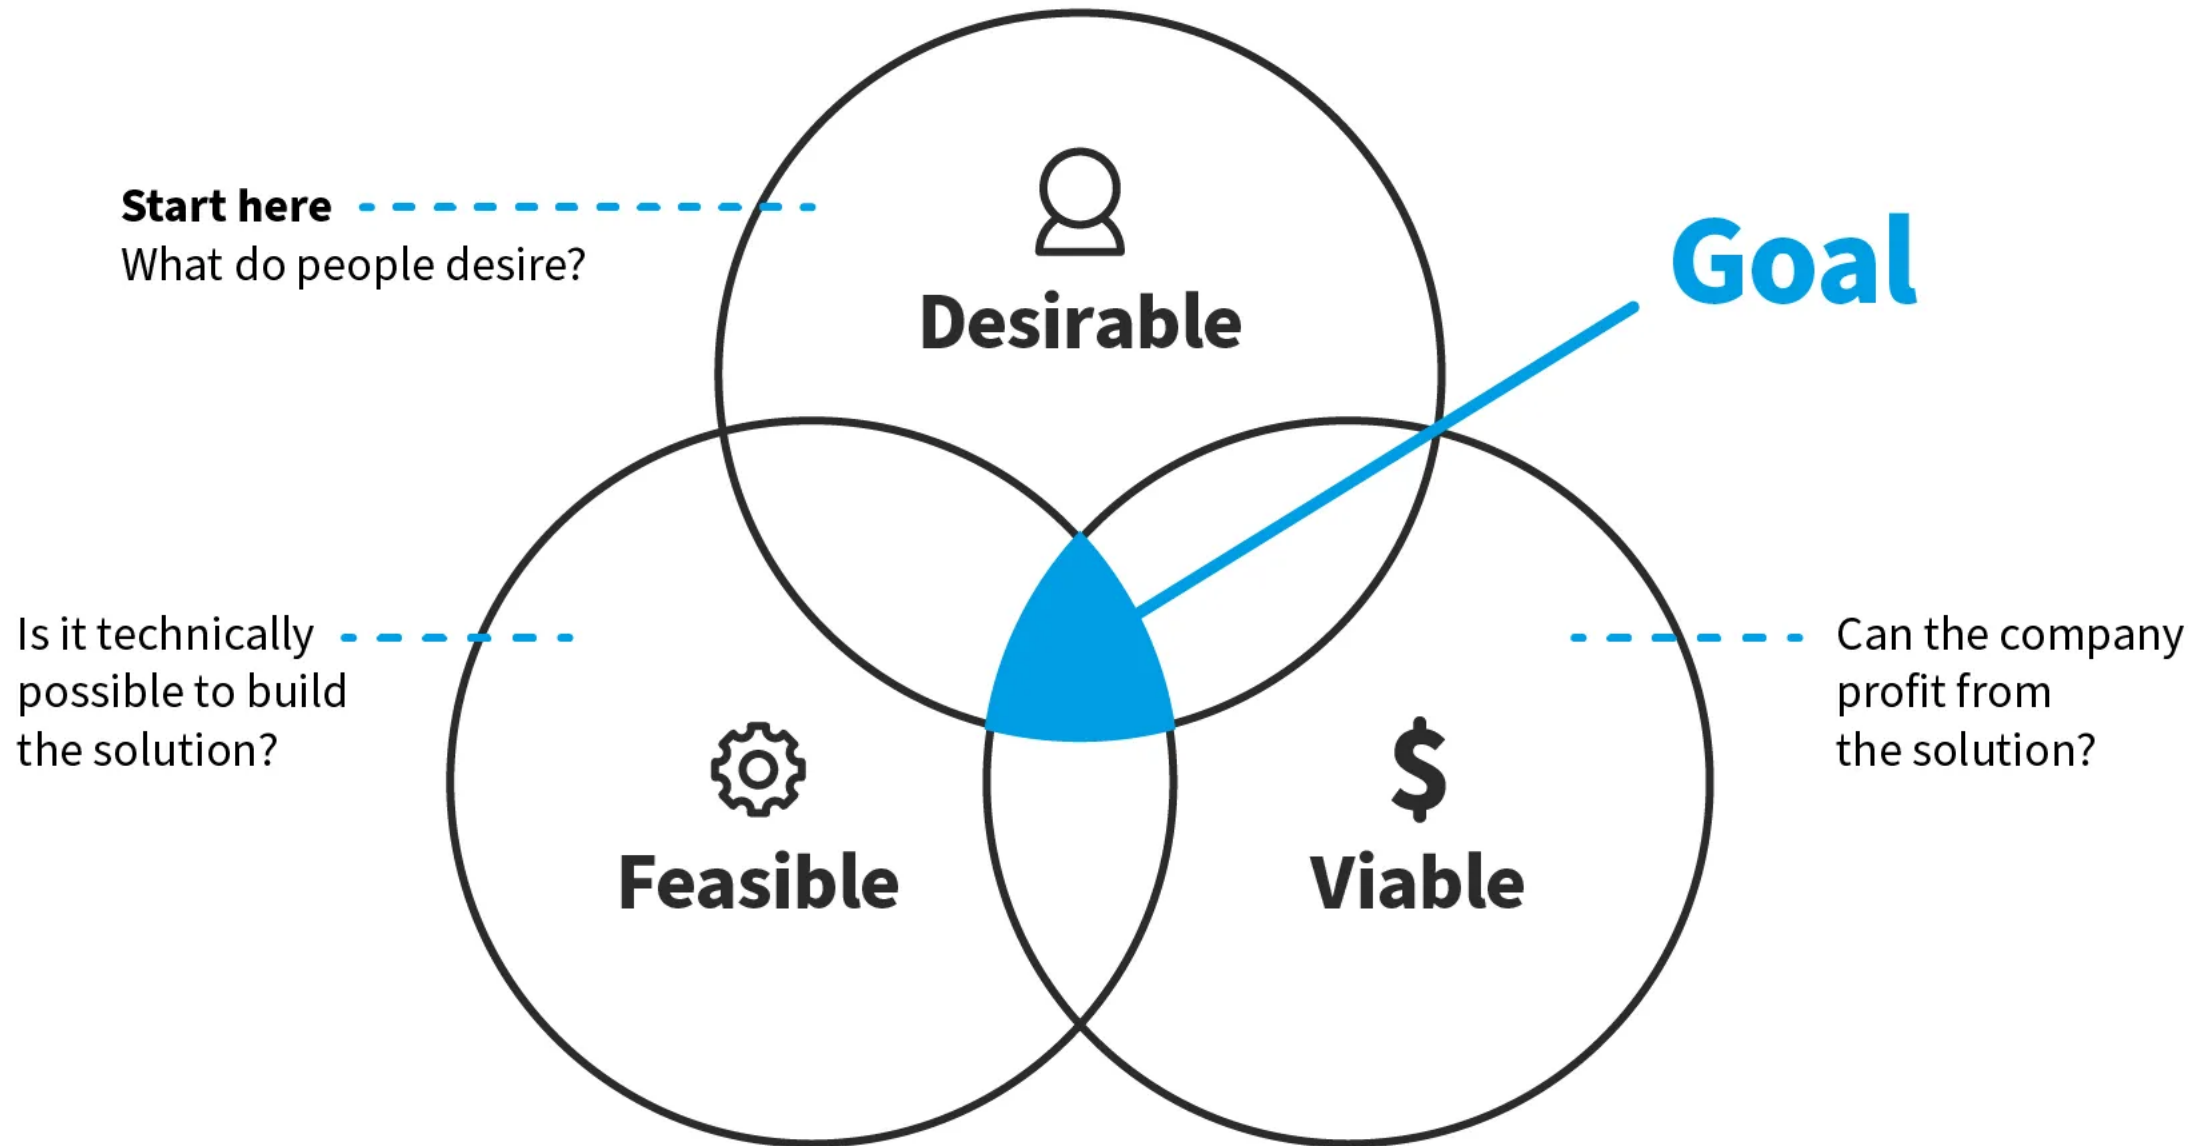 Start here
What do people desire?
Desirable
Goal
Is it technically
possible to build
the solution?
Can the company
profit from
the solution?
$
Feasible
Viable